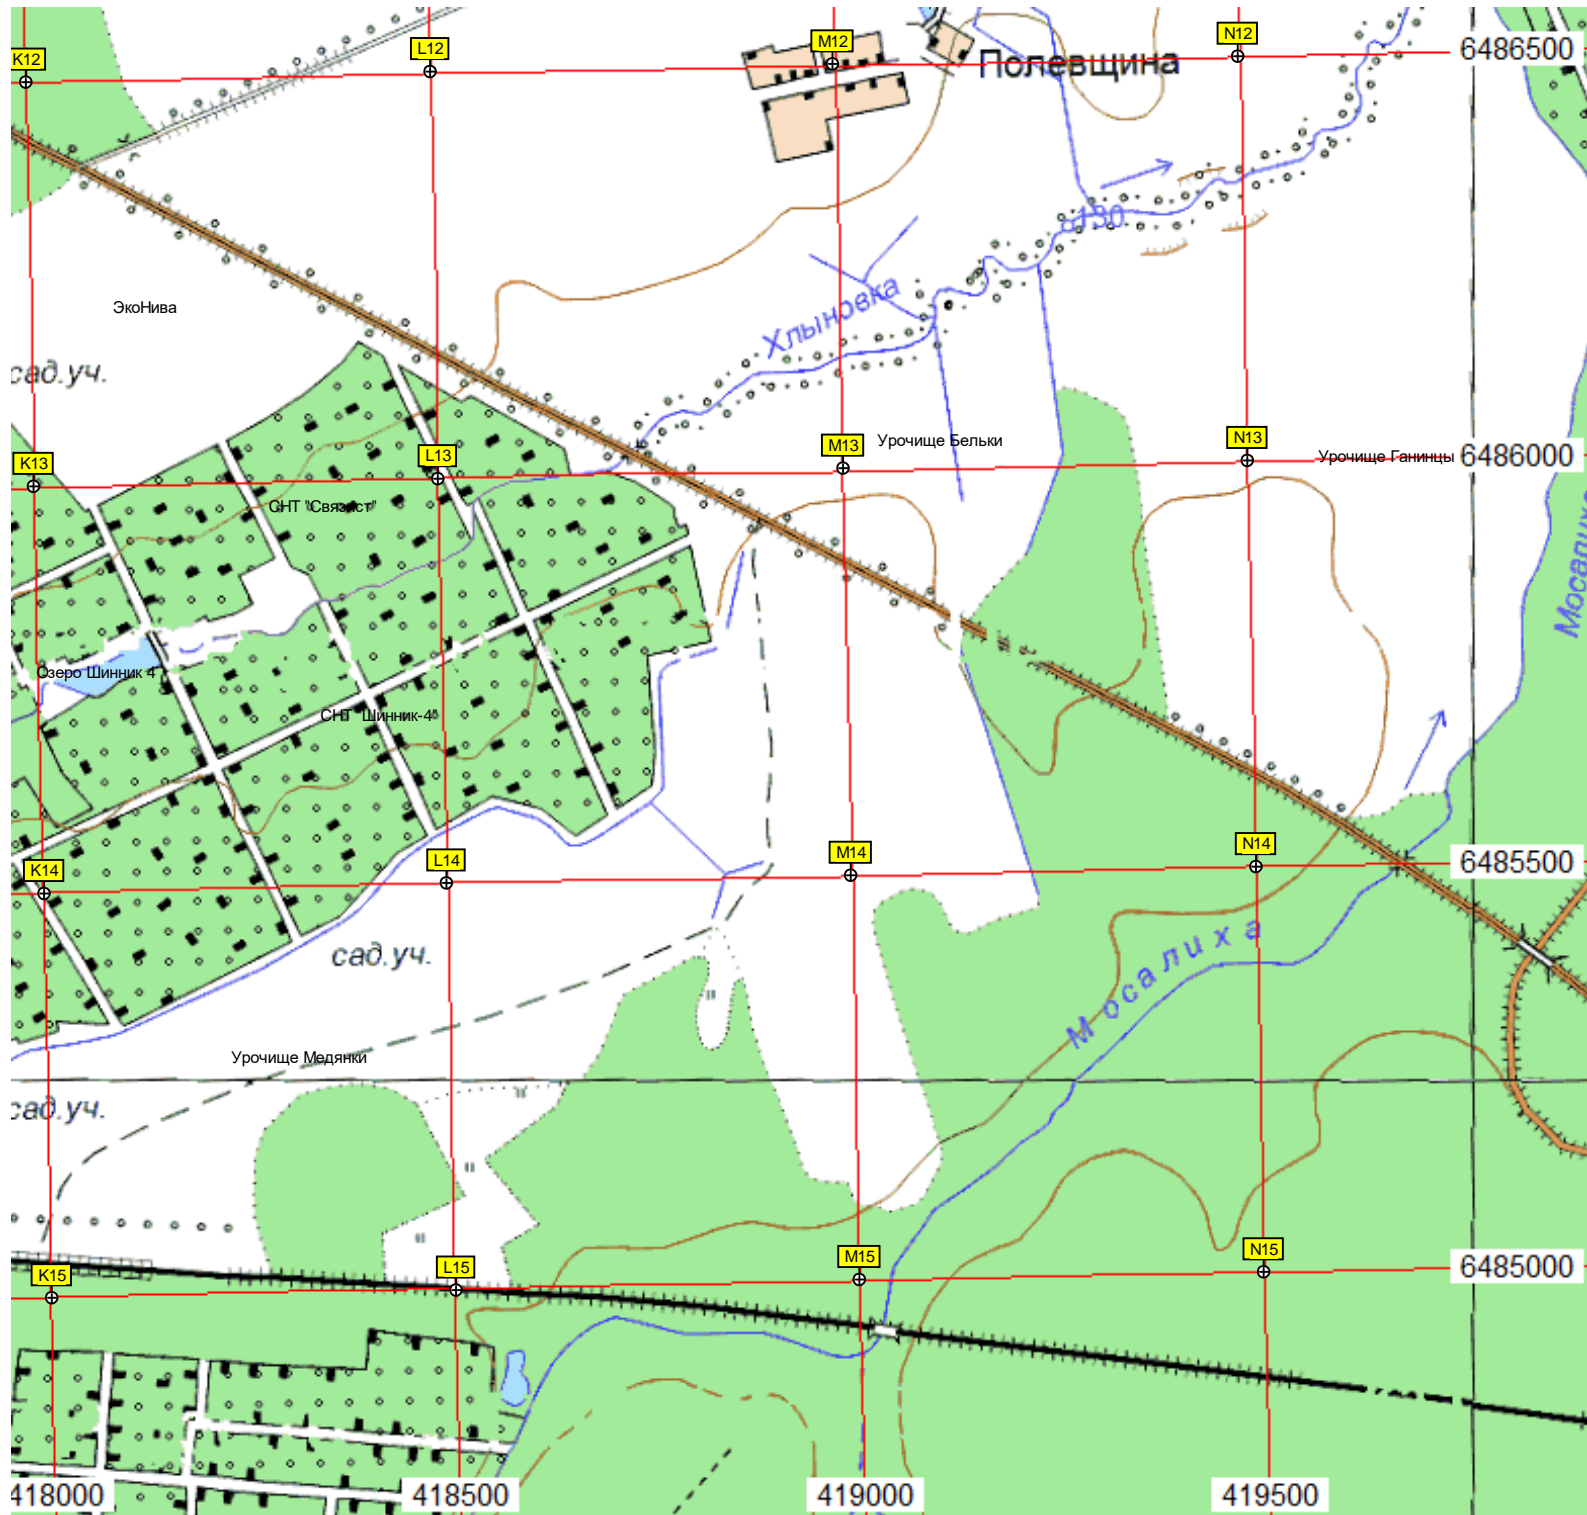 K12
L12
M12
N12
6486500
Полевщина
130
ЭкоНива
Хлыновка
сад.уч.
K13
L13
M13
Урочище Бельки
N13
Урочище Ганинцы
6486000
СНТ "Связист"
Мосалиха
Озеро Шинник 4
СНТ "Шинник-4"
K14
L14
M14
N14
6485500
сад.уч.
Мосалиха
Урочище Медянки
сад.уч.
K15
L15
M15
N15
6485000
418000
418500
419000
419500